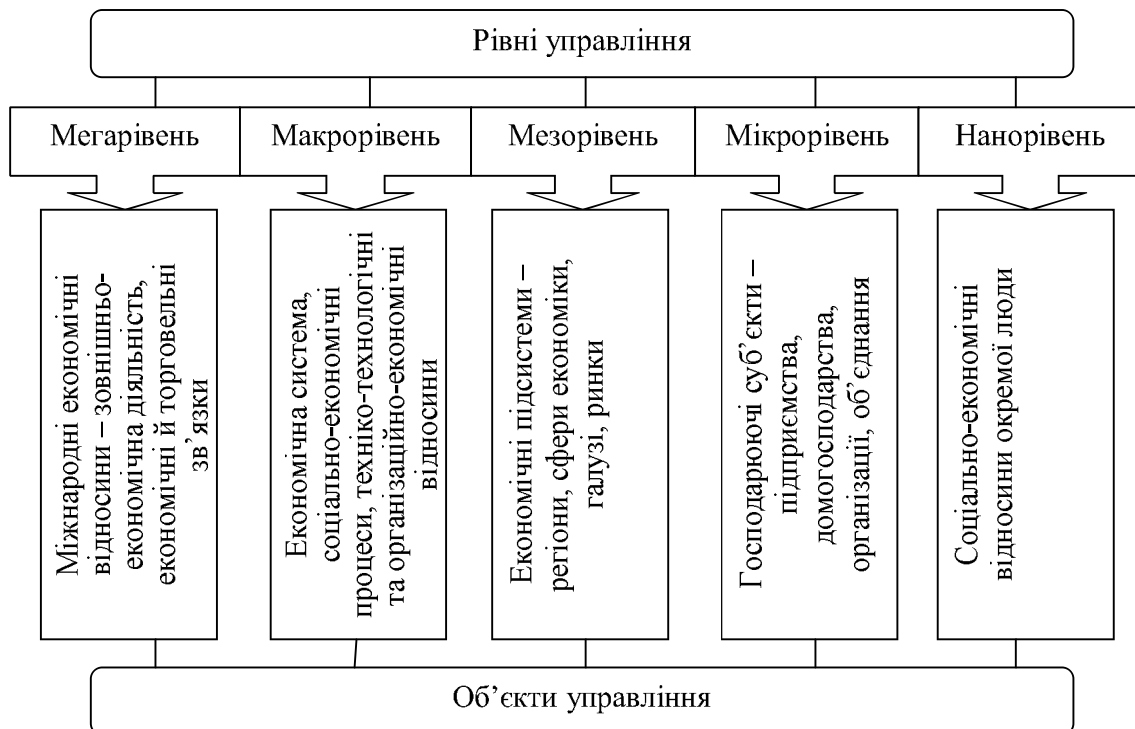 Рівні управління
Мегарівень
Макрорівень
Мезорівень
Мікрорівень
Нанорівень
Міжнародні економічні
відносини – зовнішньо-
економічна діяльність,
економічні й торговельні
зв’язки
Економічна система,
соціально-економічні
процеси, техніко-технологічні
та організаційно-економічні
відносини
Економічні підсистеми –
регіони, сфери економіки,
галузі, ринки
Господарюючі суб’єкти –
підприємства,
домогосподарства,
організації, об’єднання
Соціально-економічні
відносини окремої люди
Об’єкти управління